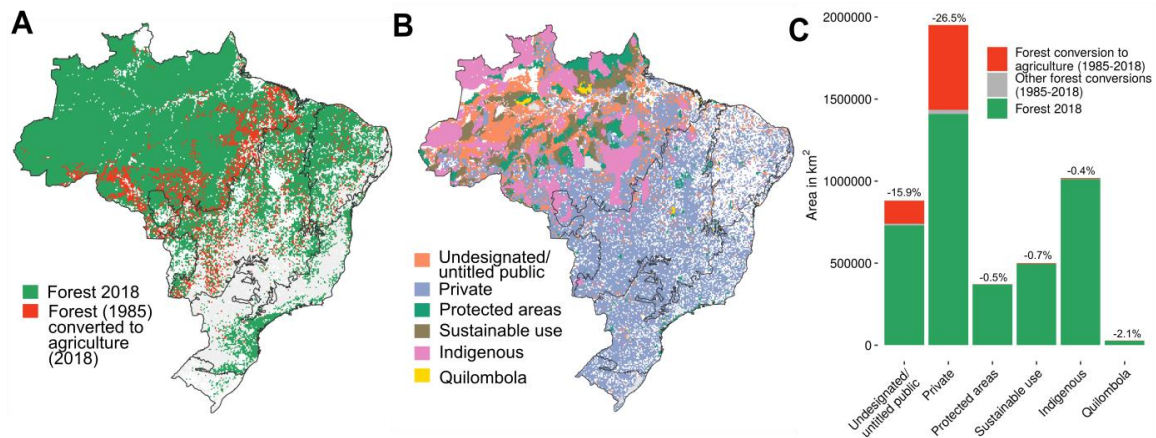 A
Forest 2018
Forest (1985)
converted to
agriculture
(2018)
B
Undesignated/
untitled public
Private
Protected areas
Sustainable use
Indigenous
Quilombola
C
Area in km²
2000000
1500000
1000000
500000
0
-15.9%
-26.5%
-0.5%
-0.7%
-0.4%
-2.1%
Forest conversion to
agriculture (1985-2018)
Other forest conversions
(1985-2018)
Forest 2018
Undesignated/
untitled public
Private
Protected areas
Sustainable use
Indigenous
Quilombola